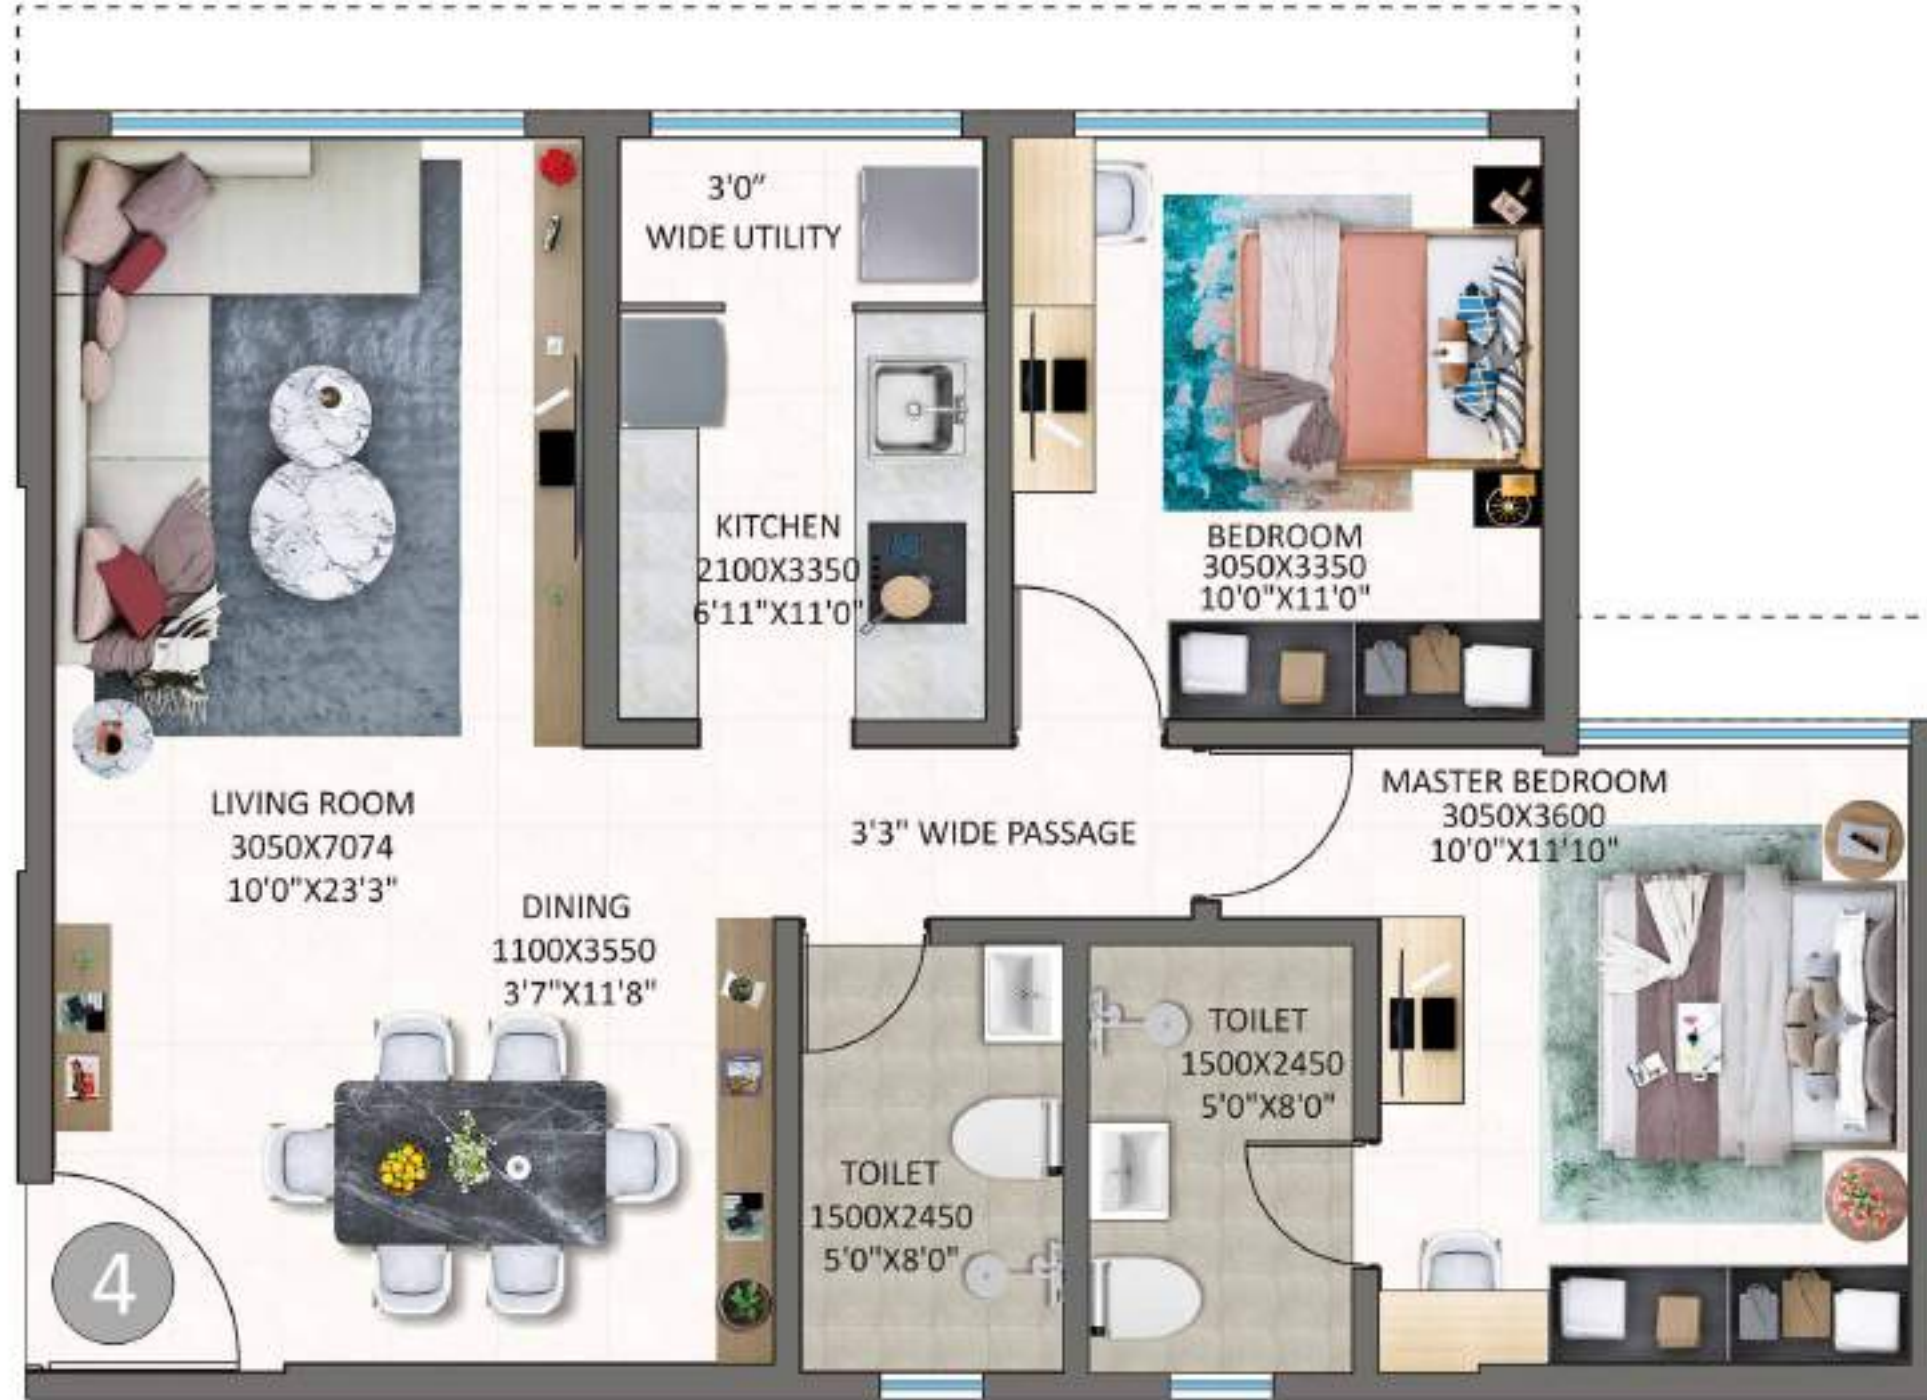 3'0"
WIDE UTILITY
KITCHEN
2100X3350
6'11"X11'0"
BEDROOM
3050X3350
10'0"X11'0"
LIVING ROOM
3050X7074
10'0"X23'3"
DINING
1100X3550
3'7"X11'8"
3'3" WIDE PASSAGE
MASTER BEDROOM
3050X3600
10'0"X11'10"
TOILET
1500X2450
5'0"X8'0"
TOILET
1500X2450
5'0"X8'0"
4